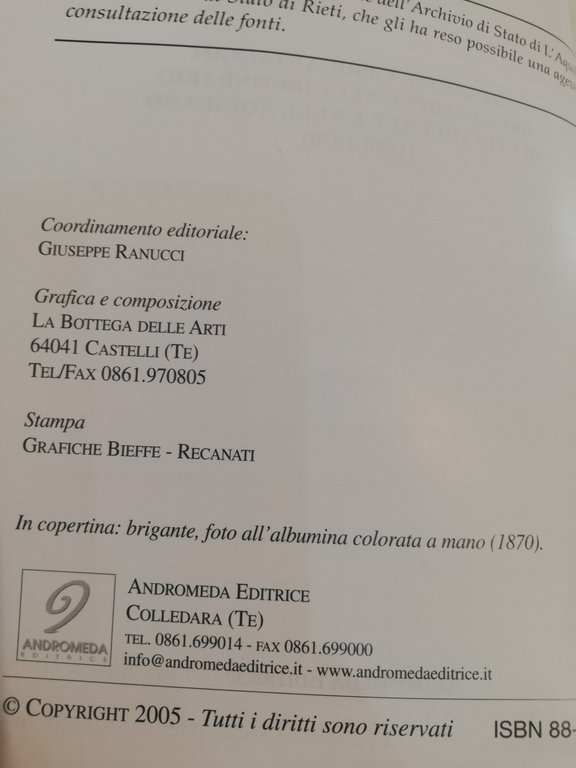 dell'Archivio di Stato di L'Aqu
Stato di Rieti, che gli ha reso possibile una agev
consultazione delle fonti.
Coordinamento editoriale:
GIUSEPPE RANUCCI
Grafica e composizione
LA BOTTEGA DELLE ARTI
64041 CASTELLI (TE)
TEL/FAX 0861.970805
Stampa
GRAFICHE BIEFFE - RECANATI
In copertina: brigante, foto all'albumina colorata a mano (1870).
ANDROMEDA
EDITRICE
ANDROMEDA EDITRICE
COLLEDARA (TE)
TEL. 0861.699014 - FAX 0861.699000
info@andromedaeditrice.it - www.andromedaeditrice.it
© COPYRIGHT 2005 - Tutti i diritti sono riservati
ISBN 88-